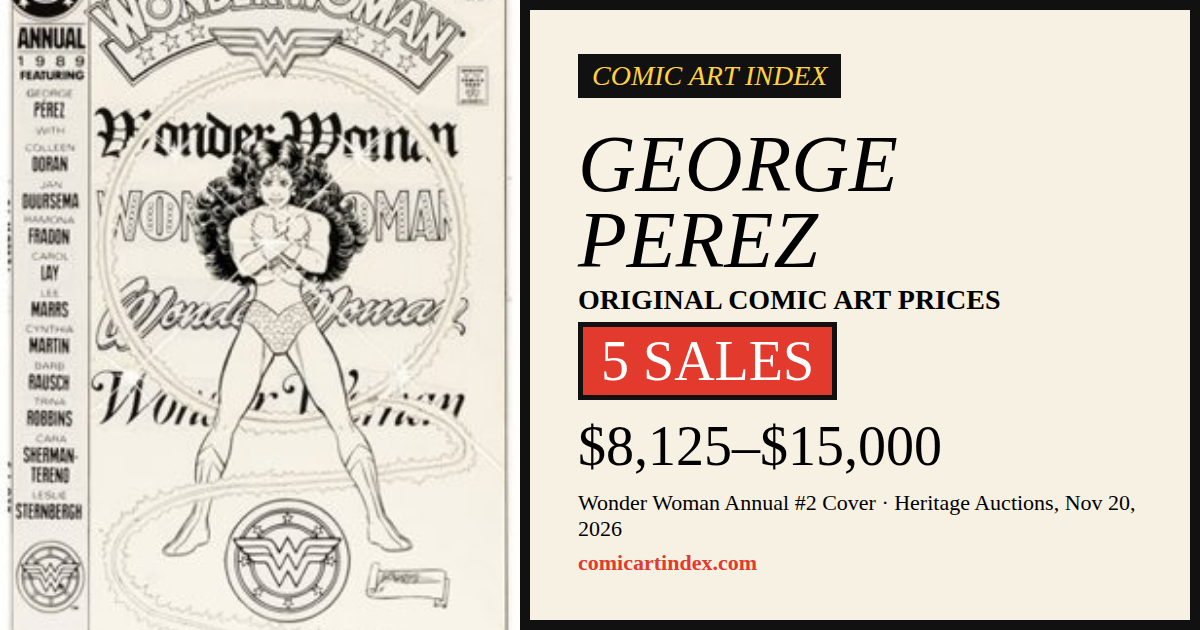 WONDER WOMAN
ANNUAL
1989
FEATURING
GEORGE
PÉREZ
WITH
COLLEEN
DORAN
JAN
DUURSEMA
RAMONA
FRADON
CAROL
LAY
LEE
MARRS
CYNTHIA
MARTIN
BARB
RAUSCH
TRINA
ROBBINS
CARA
SHERMAN-
TERENO
LESLIE
STERNBERGH
Wonder Woman
WON OMAN
Wonde Woman
Wonder Woman
COMIC ART INDEX
GEORGE
PEREZ
ORIGINAL COMIC ART PRICES
5 SALES
$8,125–$15,000
Wonder Woman Annual #2 Cover · Heritage Auctions, Nov 20,
2026
comicartindex.com